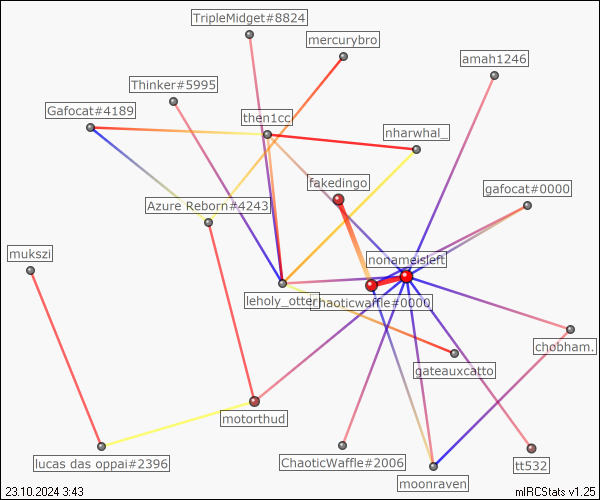 TripleMidget#8824
mercurybro
amah1246
Thinker#5995
Gafocat#4189
then1cc
nharwhal_
fakedingo
gafocat#0000
Azure Reborn#4243
mukszi
nonameisleft
leholy_otter
Chaoticwaffle#0000
chobham.
gateauxcatto
motorthud
lucas das oppai#2396
ChaoticWaffle#2006
tt532
moonraven
23.10.2024 3:43
mIRCStats v1.25